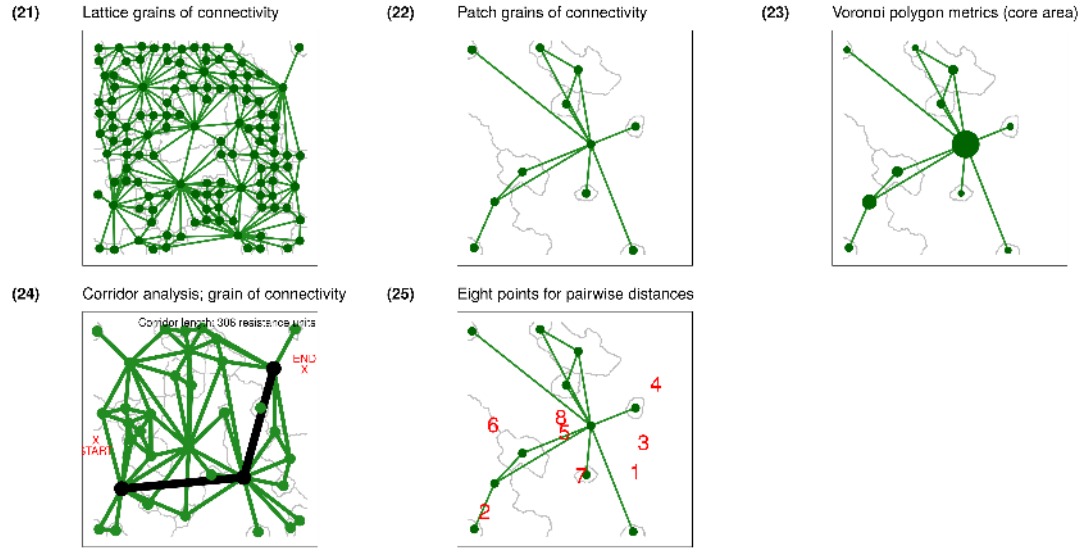 (21) Lattice grains of connectivity
(22) Patch grains of connectivity
(23) Voronoi polygon metrics (core area)
(24) Corridor analysis; grain of connectivity
Corridor length: 306 resistance units
END
X
X
START
(25) Eight points for pairwise distances
4
6
8
5
3
7
1
2